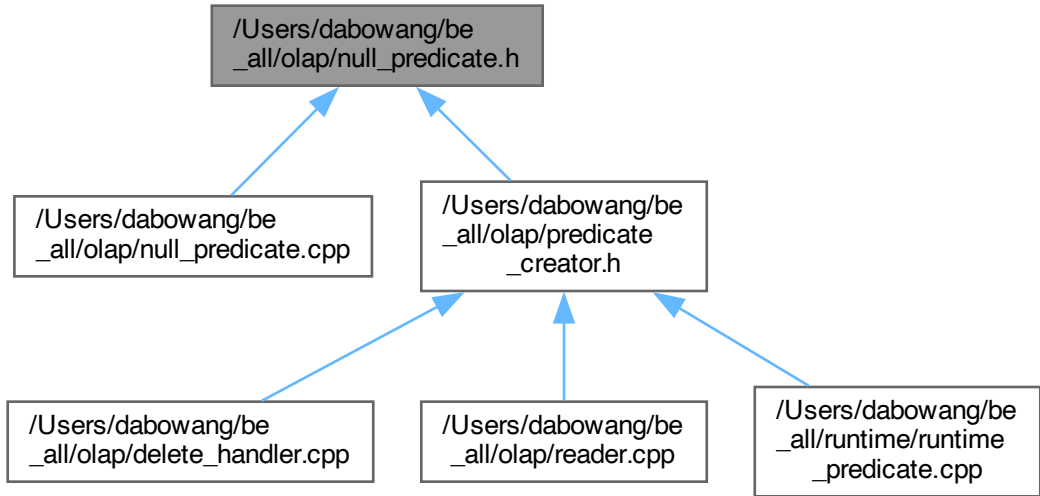 /Users/dabowang/be
_all/olap/null_predicate.h
/Users/dabowang/be
_all/olap/null_predicate.cpp
/Users/dabowang/be
_all/olap/predicate
_creator.h
/Users/dabowang/be
_all/olap/delete_handler.cpp
/Users/dabowang/be
_all/olap/reader.cpp
/Users/dabowang/be
_all/runtime/runtime
_predicate.cpp